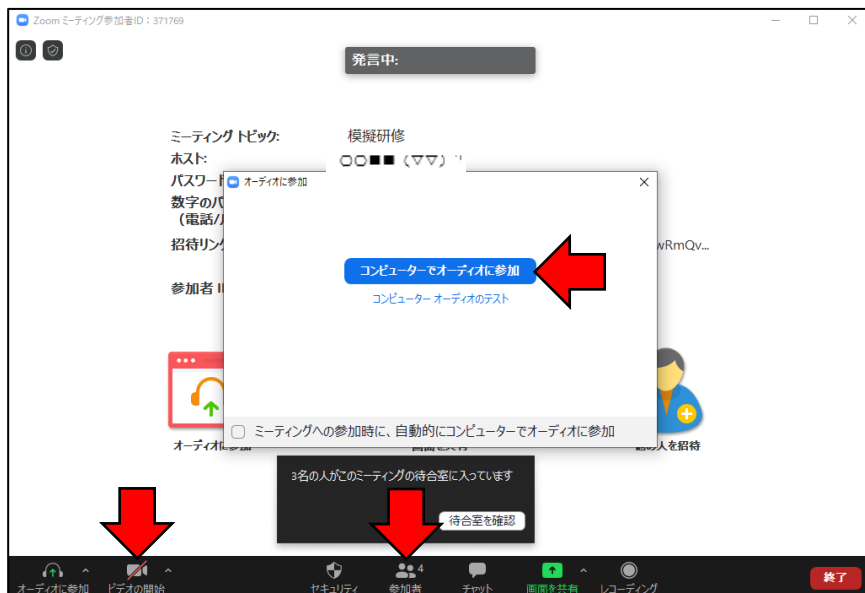 Zoom ミーティング参加者ID：371769
発言中:
ミーティング トピック: 模擬研修
ホスト: 〇〇■■（▽▽）
パスワー
オーディオに参加
数字のパ
（電話/
招待リン wRmQv...
コンピューターでオーディオに参加
参加者 I
コンピューター オーディオのテスト
ミーティングへの参加時に、自動的にコンピューターでオーディオに参加
オーディオに参加 画面を共有 他の人を招待
3名の人がこのミーティングの待合室に入っています
待合室を確認
4
オーディオに参加 ビデオの開始 セキュリティ 参加者 チャット 画面を共有 レコーディング 終了